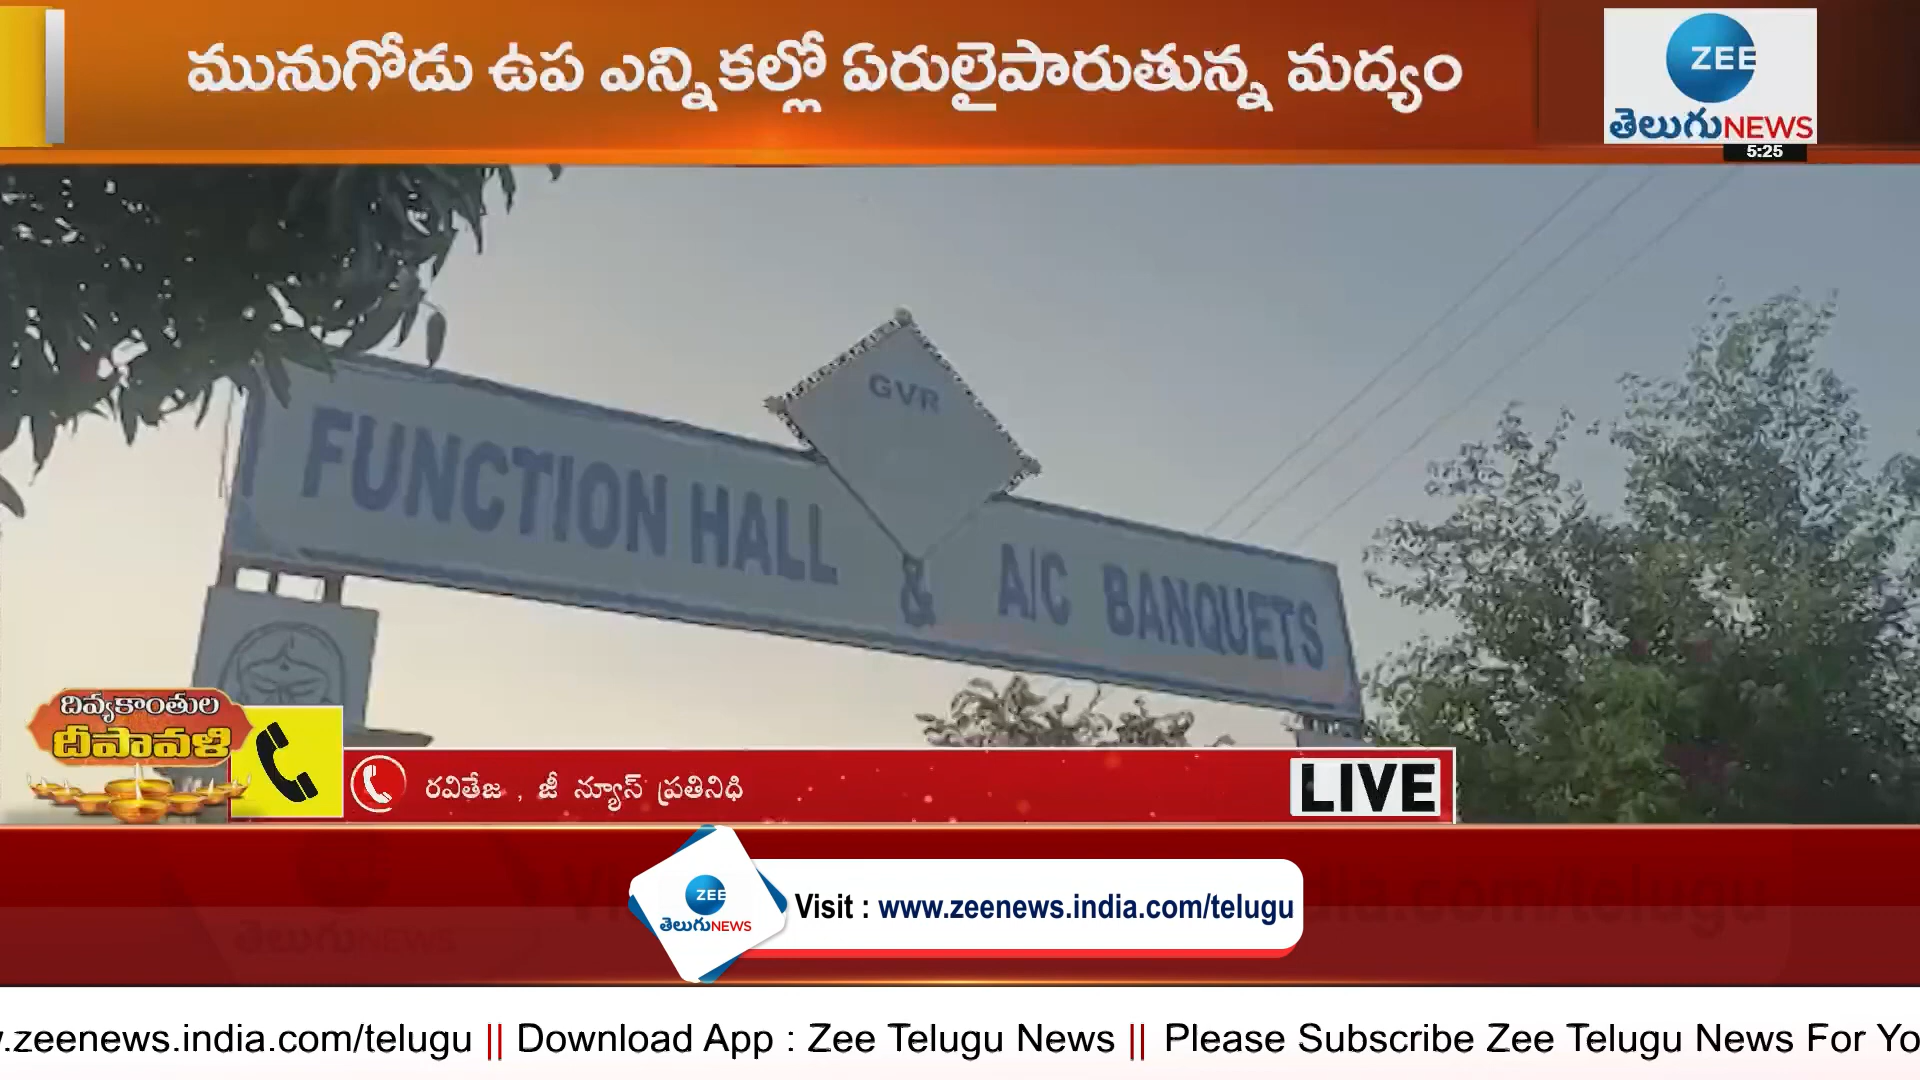 మునుగోడు ఉప ఎన్నికల్లో ఏరులైపారుతున్న మద్యం
ZEE
తెలుగుNEWS
5:25
GVR
FUNCTION HALL & A/C BANQUETS
దివ్యకాంతుల
దీపావళి
రవితేజ , జీ న్యూస్ ప్రతినిధి
LIVE
ZEE
తెలుగుNEWS
Visit : www.zeenews.india.com/telugu
.zeenews.india.com/telugu || Download App : Zee Telugu News || Please Subscribe Zee Telugu News For Yo